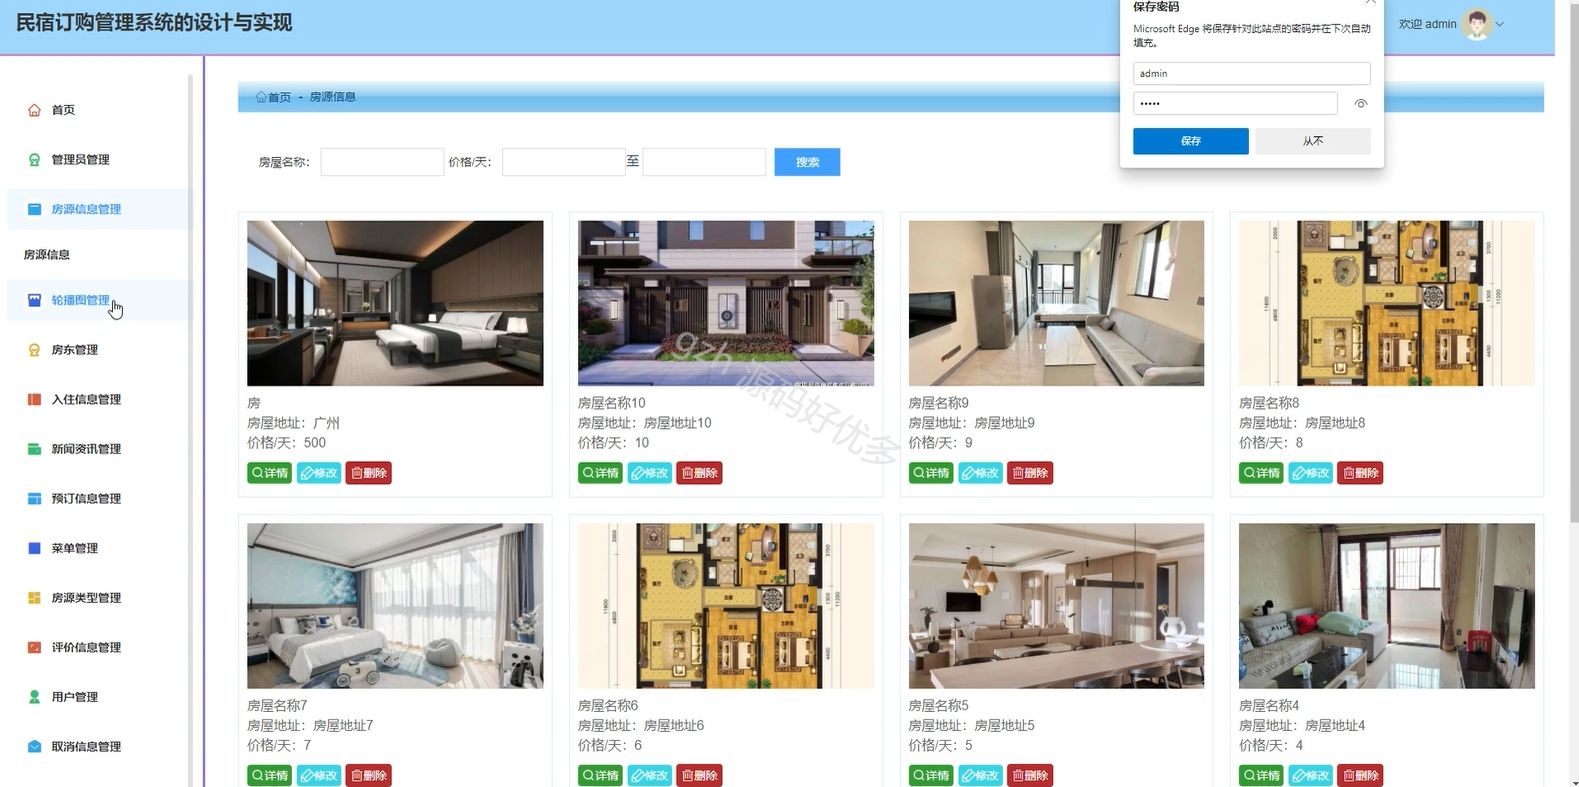 民宿订购管理系统的设计与实现
保存密码
Microsoft Edge 将保存针对此站点的密码并在下次自动
填充。
admin
•••••
保存 从不
欢迎 admin
首页
管理员管理
房源信息管理
房源信息
轮播图管理
房东管理
入住信息管理
新闻资讯管理
预订信息管理
菜单管理
房源类型管理
评价信息管理
用户管理
取消信息管理
首页 - 房源信息
房屋名称： 价格/天： 至 搜索
房
房屋地址：广州
价格/天：500
详情 修改 删除
房屋名称10
房屋地址：房屋地址10
价格/天：10
详情 修改 删除
房屋名称9
房屋地址：房屋地址9
价格/天：9
详情 修改 删除
房屋名称8
房屋地址：房屋地址8
价格/天：8
详情 修改 删除
gzh 源码好优多
房屋名称7
房屋地址：房屋地址7
价格/天：7
详情 修改 删除
房屋名称6
房屋地址：房屋地址6
价格/天：6
详情 修改 删除
房屋名称5
房屋地址：房屋地址5
价格/天：5
详情 修改 删除
房屋名称4
房屋地址：房屋地址4
价格/天：4
详情 修改 删除